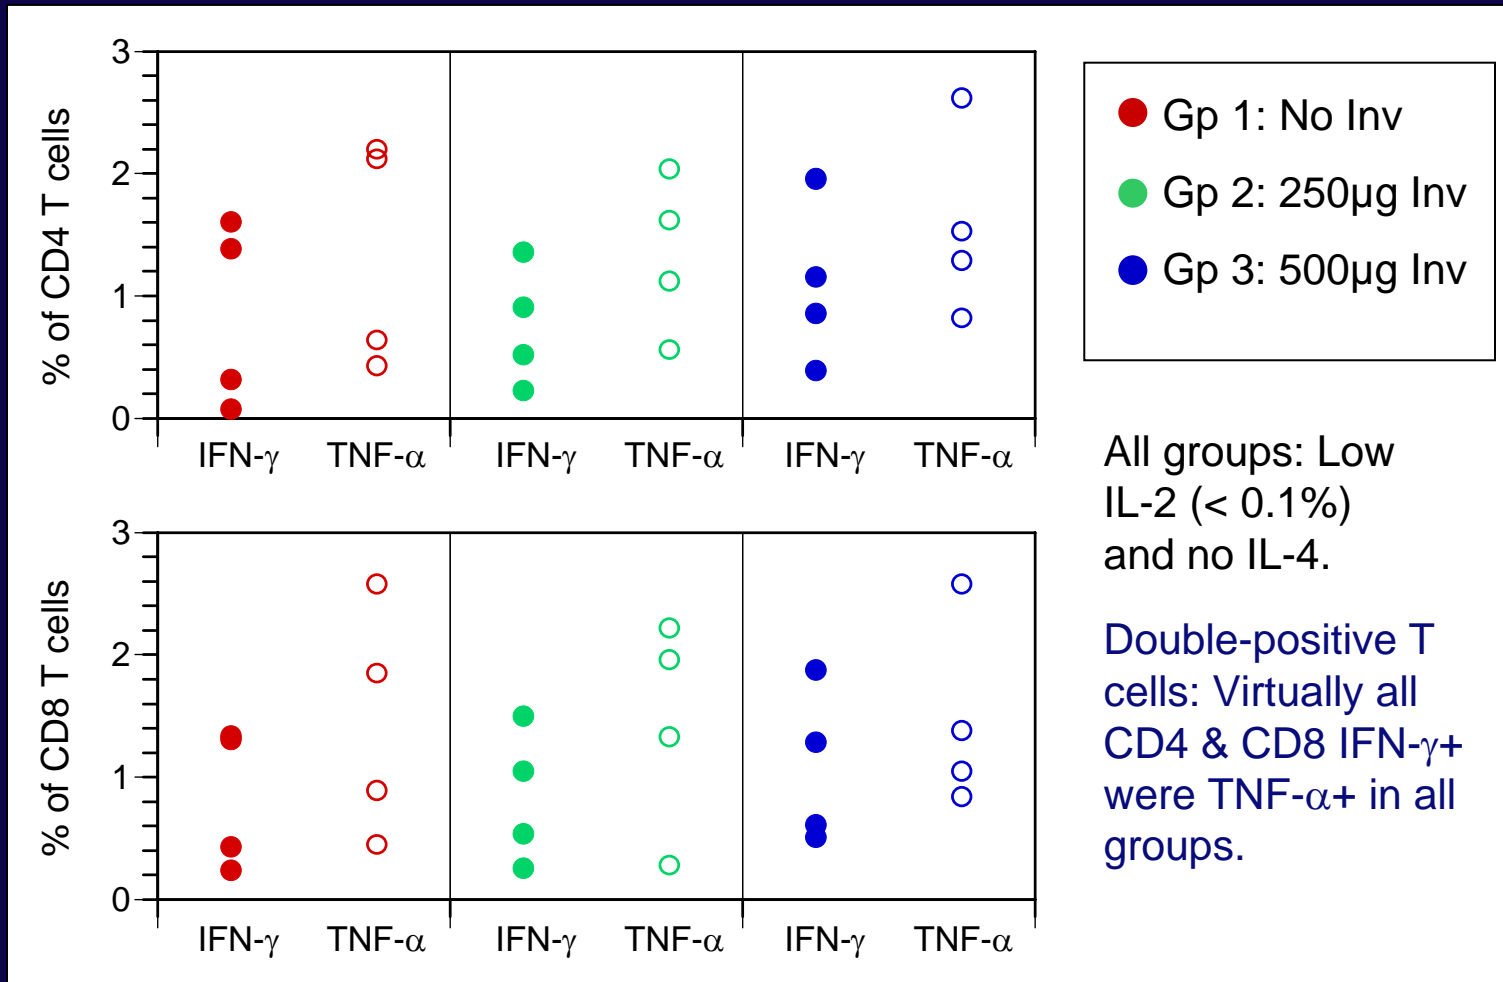 3
2
1
0
% of CD4 T cells
IFN-γ TNF-α IFN-γ TNF-α IFN-γ TNF-α
3
2
1
0
% of CD8 T cells
IFN-γ TNF-α IFN-γ TNF-α IFN-γ TNF-α
Gp 1: No Inv
Gp 2: 250µg Inv
Gp 3: 500µg Inv
All groups: Low
IL-2 (< 0.1%)
and no IL-4.
Double-positive T
cells: Virtually all
CD4 & CD8 IFN-γ+
were TNF-α+ in all
groups.